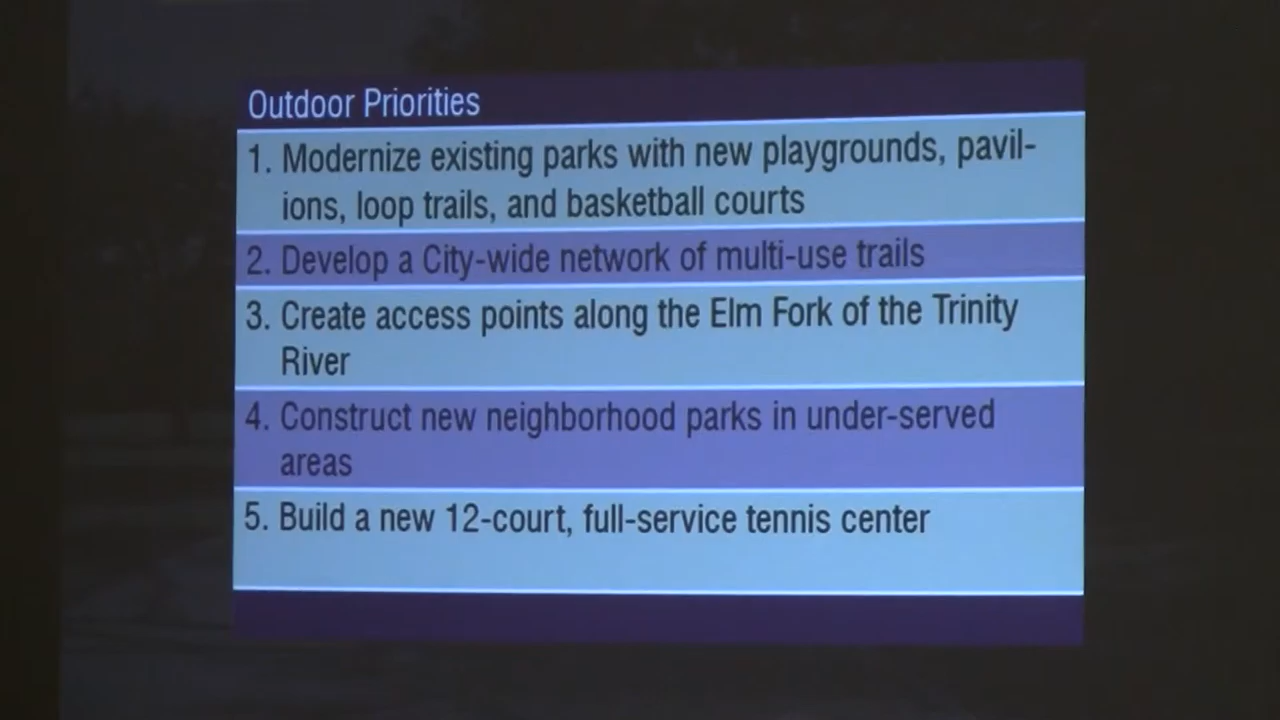 Outdoor Priorities
1. Modernize existing parks with new playgrounds, pavil-
ions, loop trails, and basketball courts
2. Develop a City-wide network of multi-use trails
3. Create access points along the Elm Fork of the Trinity
River
4. Construct new neighborhood parks in under-served
areas
5. Build a new 12-court, full-service tennis center